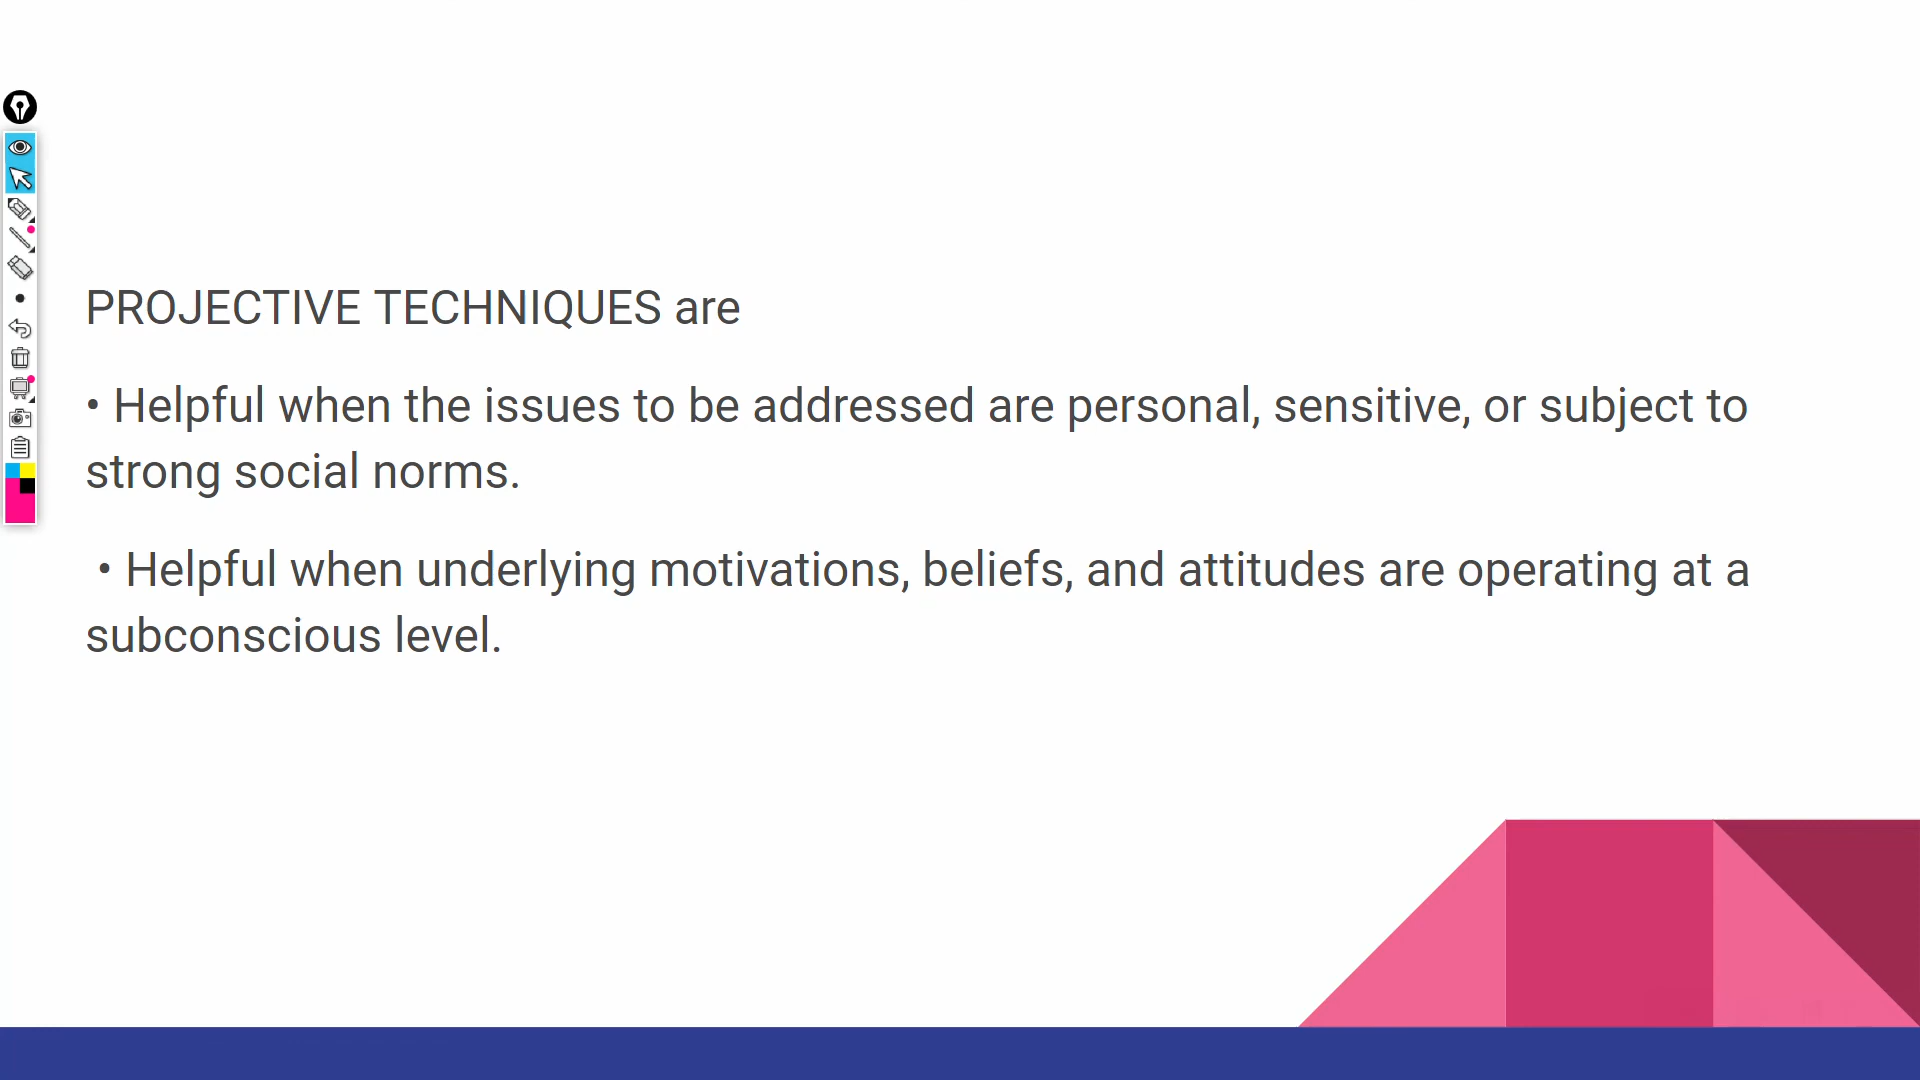 PROJECTIVE TECHNIQUES are
• Helpful when the issues to be addressed are personal, sensitive, or subject to
strong social norms.
• Helpful when underlying motivations, beliefs, and attitudes are operating at a
subconscious level.